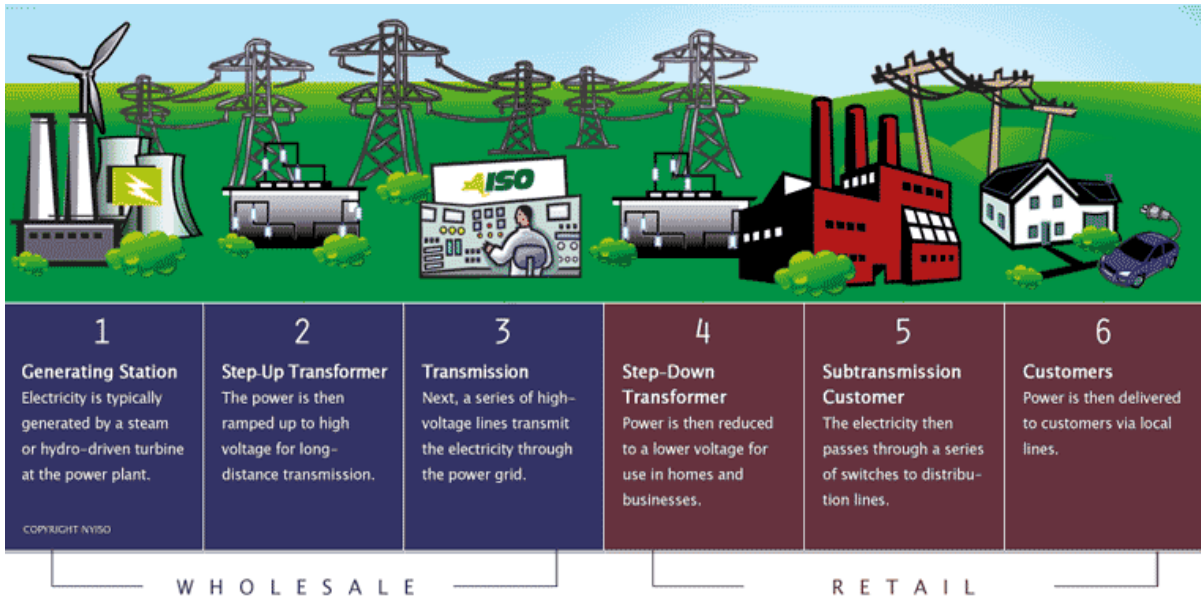 ISO
1
Generating Station
Electricity is typically
generated by a steam
or hydro-driven turbine
at the power plant.
COPYRIGHT NYISO
2
Step-Up Transformer
The power is then
ramped up to high
voltage for long-
distance transmission.
3
Transmission
Next, a series of high-
voltage lines transmit
the electricity through
the power grid.
4
Step-Down
Transformer
Power is then reduced
to a lower voltage for
use in homes and
businesses.
5
Subtransmission
Customer
The electricity then
passes through a series
of switches to distribu-
tion lines.
6
Customers
Power is then delivered
to customers via local
lines.
WHOLESALE
RETAIL